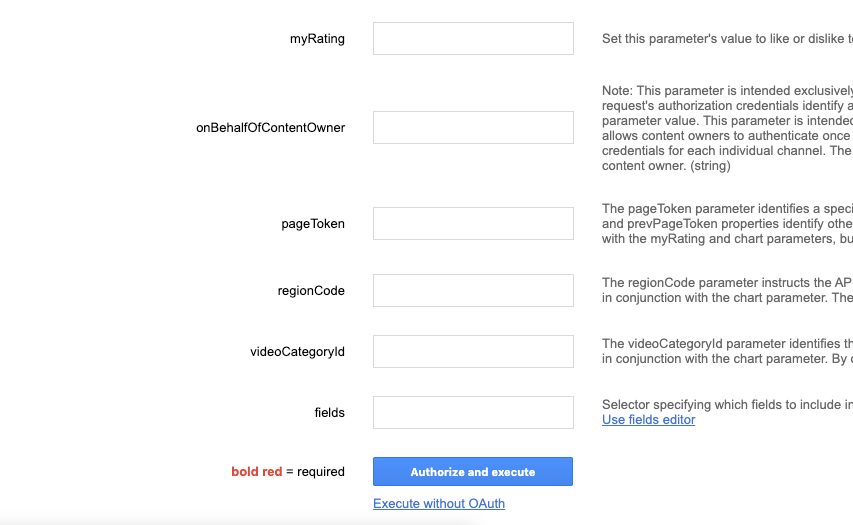 myRating
Set this parameter's value to like or dislike
Note: This parameter is intended exclusively
request's authorization credentials identify a
parameter value. This parameter is intended
onBehalfOfContentOwner
allows content owners to authenticate once
credentials for each individual channel. The
content owner. (string)
The pageToken parameter identifies a speci
pageToken
and prevPageToken properties identify othe
with the myRating and chart parameters, bu
The regionCode parameter instructs the AP
regionCode
in conjunction with the chart parameter. The
The videoCategoryId parameter identifies th
videoCategoryId
in conjunction with the chart parameter. By
fields
Selector specifying which fields to include in
Use fields editor
bold red = required
Authorize and execute
Execute without OAuth